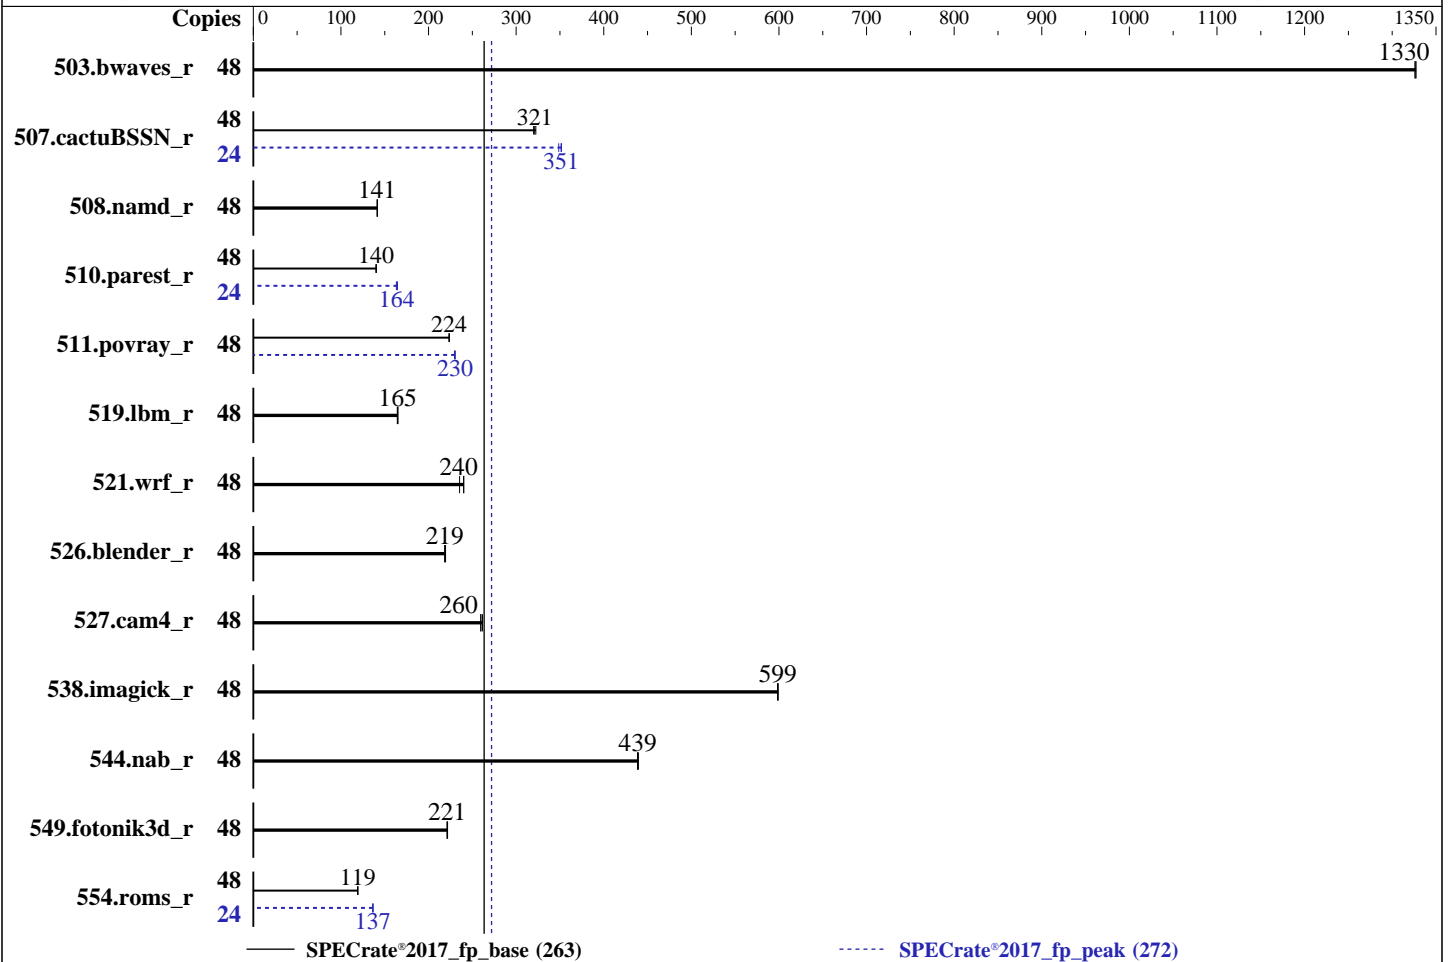 Copies 0 100 200 300 400 500 600 700 800 900 1000 1100 1200 1350
503.bwaves_r 48 1330
507.cactuBSSN_r 48 321
24 351
508.namd_r 48 141
510.parest_r 48 140
24 164
511.povray_r 48 224
230
519.lbm_r 48 165
521.wrf_r 48 240
526.blender_r 48 219
527.cam4_r 48 260
538.imagick_r 48 599
544.nab_r 48 439
549.fotonik3d_r 48 221
554.roms_r 48 119
24 137
SPECrate®2017_fp_base (263) SPECrate®2017_fp_peak (272)